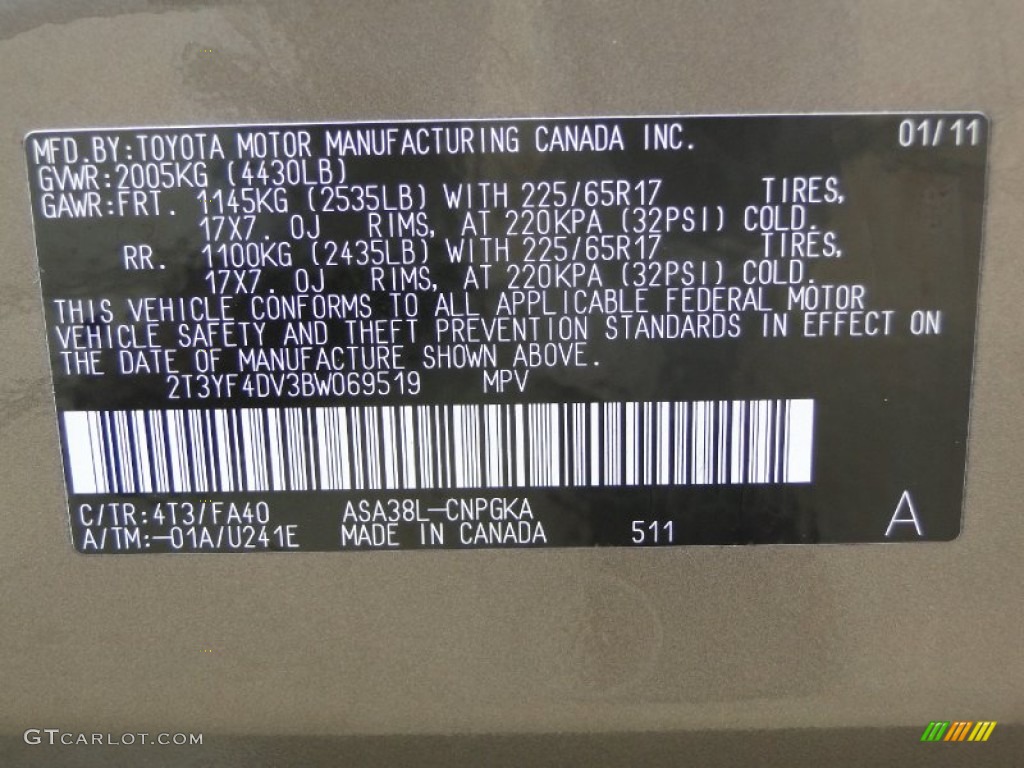 MFD.BY:TOYOTA MOTOR MANUFACTURING CANADA INC. 01/11
GVWR:2005KG (4430LB)
GAWR:FRT. 1145KG (2535LB) WITH 225/65R17 TIRES,
17X7.0J RIMS, AT 220KPA (32PSI) COLD.
RR. 1100KG (2435LB) WITH 225/65R17 TIRES,
17X7.0J RIMS, AT 220KPA (32PSI) COLD.
THIS VEHICLE CONFORMS TO ALL APPLICABLE FEDERAL MOTOR
VEHICLE SAFETY AND THEFT PREVENTION STANDARDS IN EFFECT ON
THE DATE OF MANUFACTURE SHOWN ABOVE.
2T3YF4DV3BW069519 MPV
C/TR:4T3/FA40 ASA38L-CNPGKA
A/TM:-01A/U241E MADE IN CANADA 511 A
GTCARLOT.COM